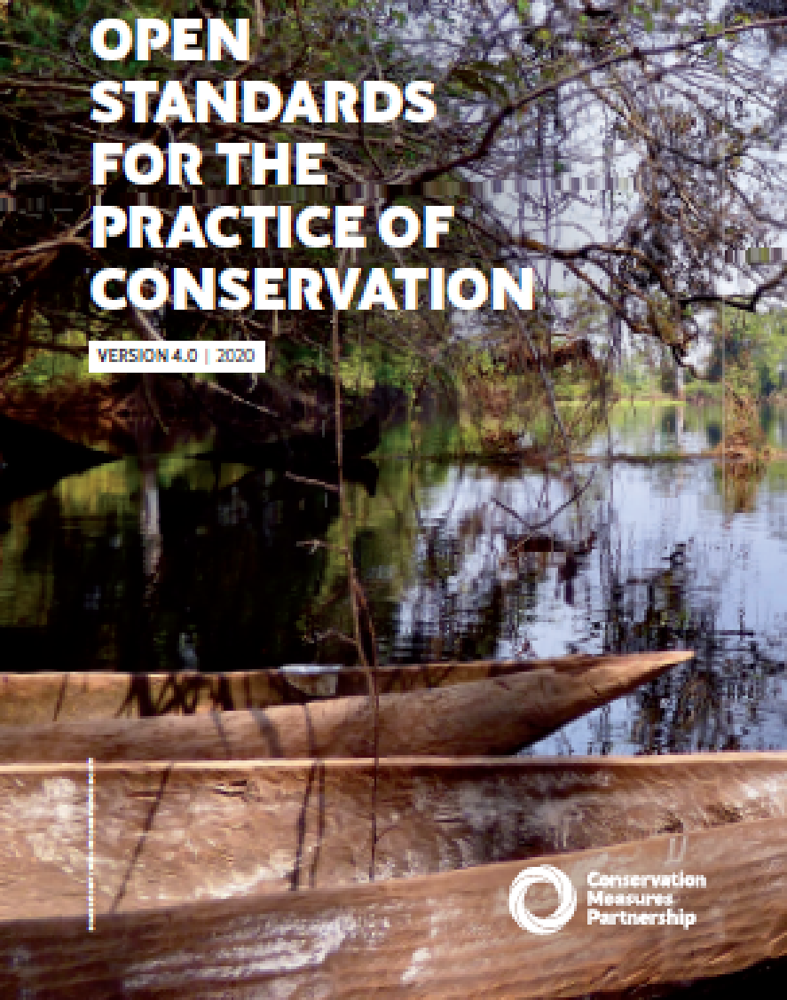 OPEN
STANDARDS
FOR THE
PRACTICE OF
CONSERVATION
VERSION 4.0 | 2020
Conservation
Measures
Partnership